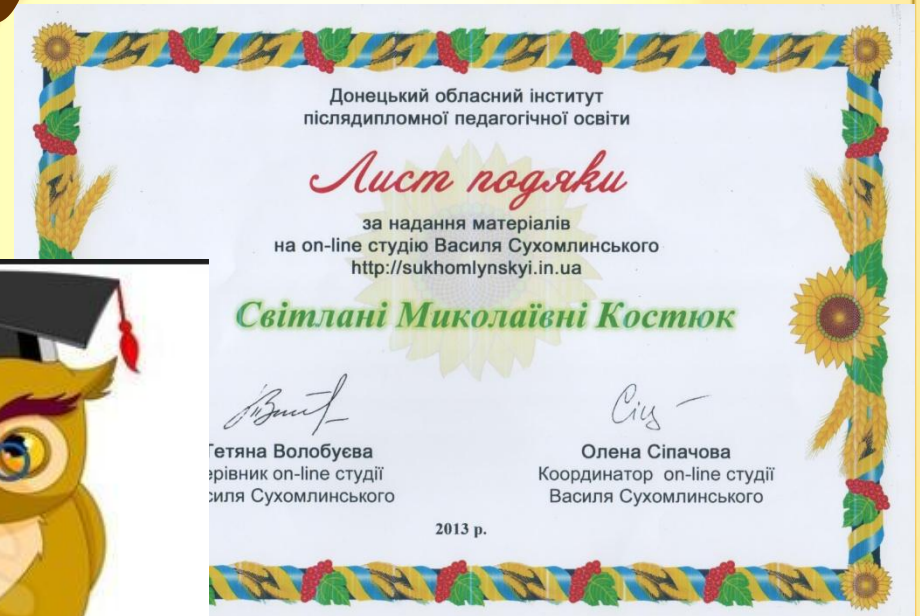 Донецький обласний інститут
післядипломної педагогічної освіти
Лист подяки
за надання матеріалів
на on-line студію Василя Сухомлинського
http://sukhomlynskyi.in.ua
Світлані Миколаївні Костюк
Тетяна Волобуєва
on-line студії
Сухомлинського
Олена Сіпачова
Координатор on-line студії
Василя Сухомлинського
2013 р.